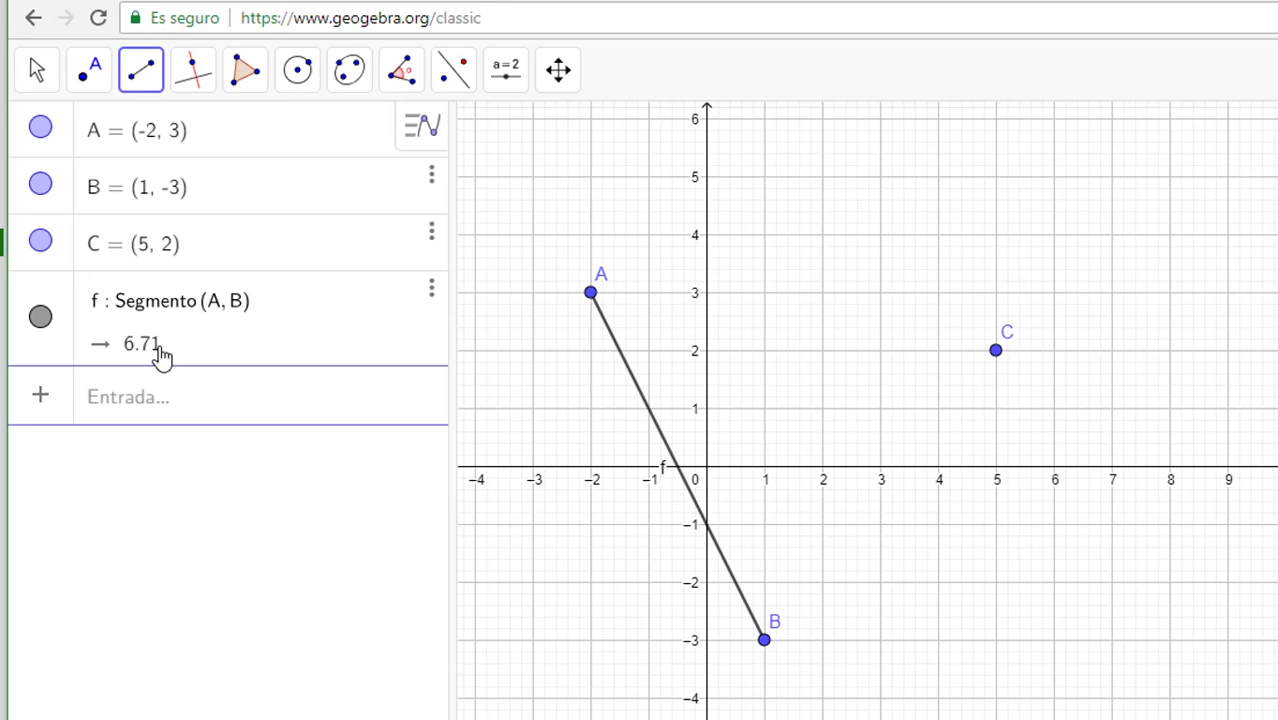 Es seguro https://www.geogebra.org/classic
A a=2
A = (-2, 3)
B = (1, -3)
C = (5, 2)
f : Segmento (A, B)
→ 6.71
+ Entrada...
6
5
4
A
3
C
2
1
f
–4 –3 –2 –1 0 1 2 3 4 5 6 7 8 9
–1
–2
B
–3
–4